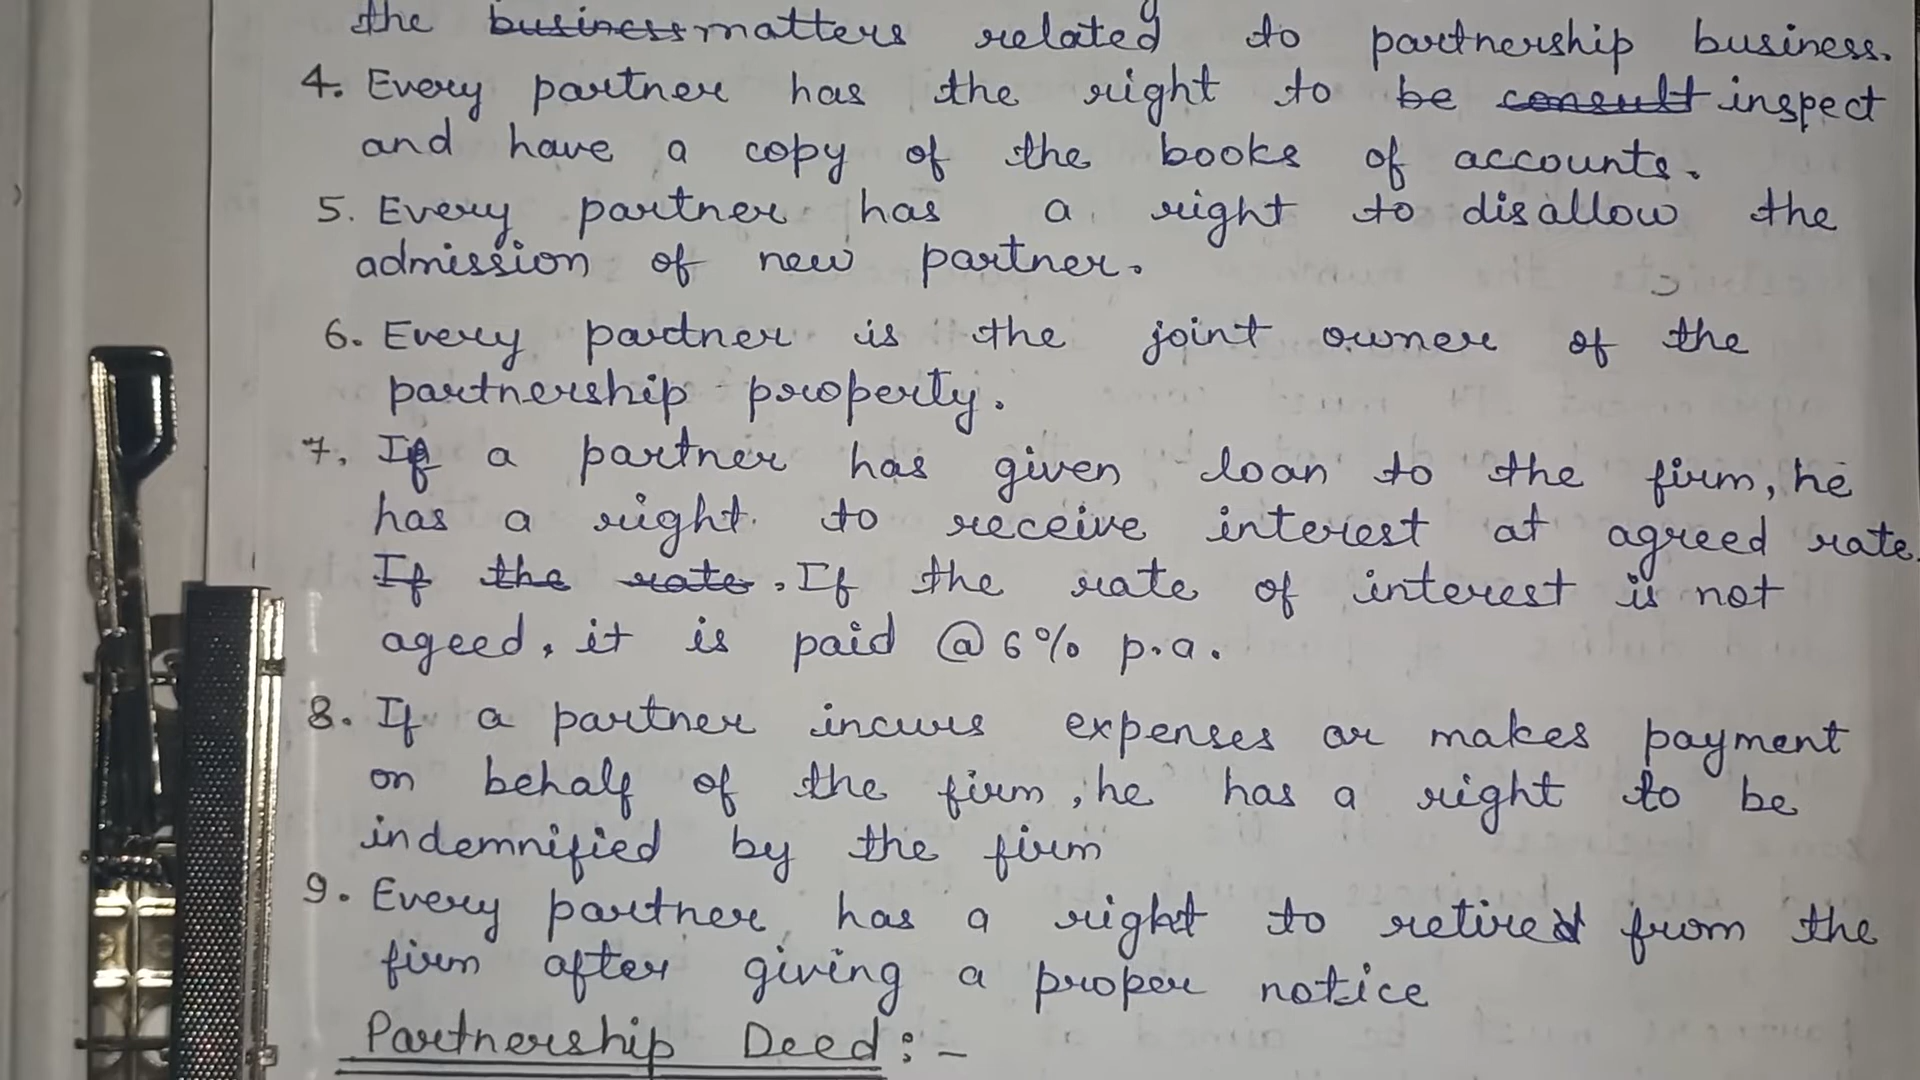 the business matters related to partnership business.
4. Every partner has the right to be consult inspect
and have a copy of the books of accounts.
5. Every partner has a right to disallow the
admission of new partner.
6. Every partner is the joint owner of the
partnership property.
7. If a partner has given loan to the firm, he
has a right to receive interest at agreed rate.
If the rate. If the rate of interest is not
ageed, it is paid @ 6% p.a.
8. If a partner incurs expenses or makes payment
on behalf of the firm, he has a right to be
indemnified by the firm
9. Every partner has a right to retired from the
firm after giving a proper notice
Partnership Deed:-